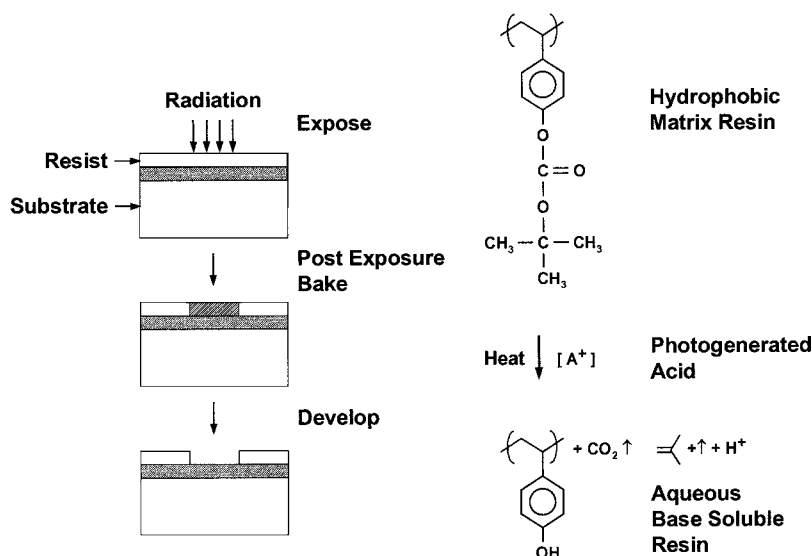 Radiation
Expose
Resist
Substrate
Post Exposure
Bake
Develop
Hydrophobic
Matrix Resin
O
C = O
O
CH₃ — C — CH₃
CH₃
Heat [ A⁺ ]
Photogenerated
Acid
+ CO₂ ↑ +↑ + H⁺
OH
Aqueous
Base Soluble
Resin